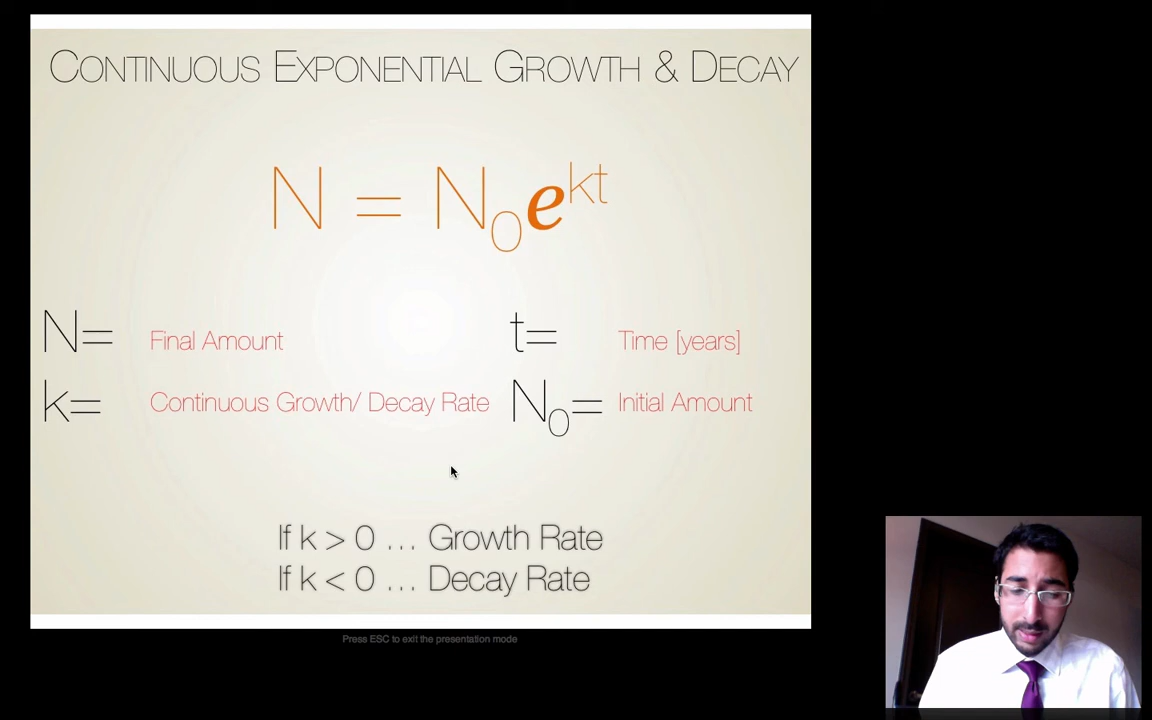 CONTINUOUS EXPONENTIAL GROWTH & DECAY
N = N₀eᵏᵗ
N= Final Amount
t= Time [years]
k= Continuous Growth/ Decay Rate
N₀= Initial Amount
If k > 0 ... Growth Rate
If k < 0 ... Decay Rate
Press ESC to exit the presentation mode